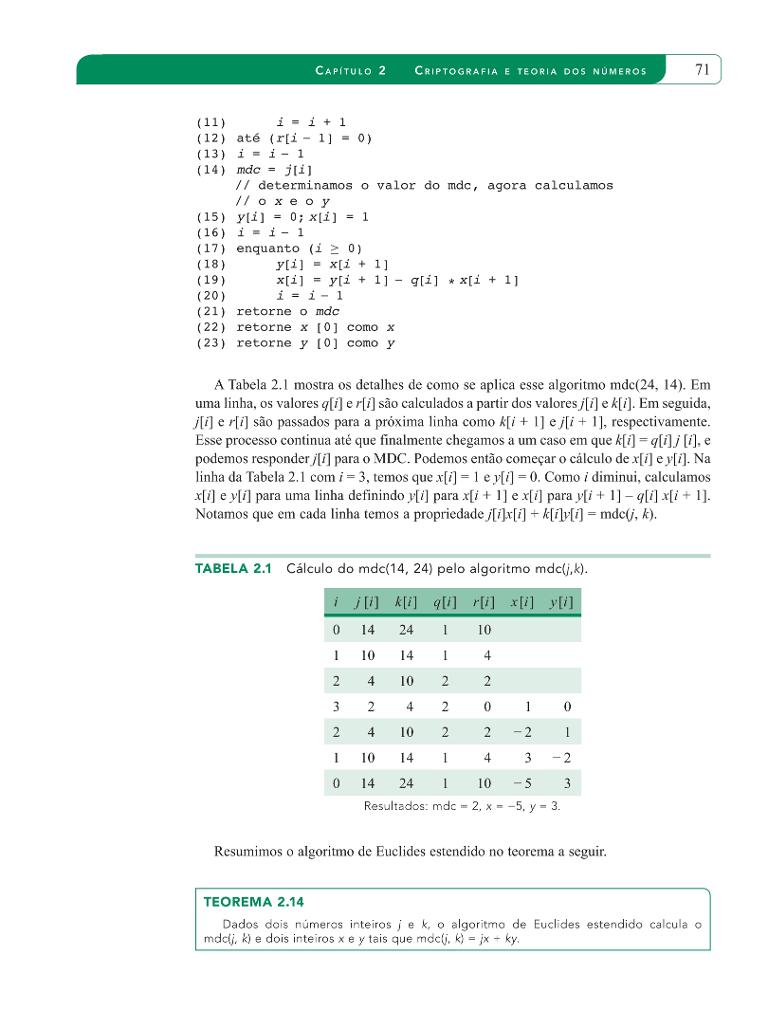 CAPÍTULO 2 CRIPTOGRAFIA E TEORIA DOS NÚMEROS 71
(11) i = i + 1
(12) até (r[i – 1] = 0)
(13) i = i – 1
(14) mdc = j[i]
// determinamos o valor do mdc, agora calculamos
// o x e o y
(15) y[i] = 0; x[i] = 1
(16) i = i – 1
(17) enquanto (i ≥ 0)
(18) y[i] = x[i + 1]
(19) x[i] = y[i + 1] – q[i] * x[i + 1]
(20) i = i – 1
(21) retorne o mdc
(22) retorne x [0] como x
(23) retorne y [0] como y
A Tabela 2.1 mostra os detalhes de como se aplica esse algoritmo mdc(24, 14). Em
uma linha, os valores q[i] e r[i] são calculados a partir dos valores j[i] e k[i]. Em seguida,
j[i] e r[i] são passados para a próxima linha como k[i + 1] e j[i + 1], respectivamente.
Esse processo continua até que finalmente chegamos a um caso em que k[i] = q[i] j [i], e
podemos responder j[i] para o MDC. Podemos então começar o cálculo de x[i] e y[i]. Na
linha da Tabela 2.1 com i = 3, temos que x[i] = 1 e y[i] = 0. Como i diminui, calculamos
x[i] e y[i] para uma linha definindo y[i] para x[i + 1] e x[i] para y[i + 1] – q[i] x[i + 1].
Notamos que em cada linha temos a propriedade j[i]x[i] + k[i]y[i] = mdc(j, k).
TABELA 2.1 Cálculo do mdc(14, 24) pelo algoritmo mdc(j,k).
i j [i] k[i] q[i] r[i] x[i] y[i]
0 14 24 1 10
1 10 14 1 4
2 4 10 2 2
3 2 4 2 0 1 0
2 4 10 2 2 −2 1
1 10 14 1 4 3 −2
0 14 24 1 10 −5 3
Resultados: mdc = 2, x = −5, y = 3.
Resumimos o algoritmo de Euclides estendido no teorema a seguir.
TEOREMA 2.14
Dados dois números inteiros j e k, o algoritmo de Euclides estendido calcula o
mdc(j, k) e dois inteiros x e y tais que mdc(j, k) = jx + ky.